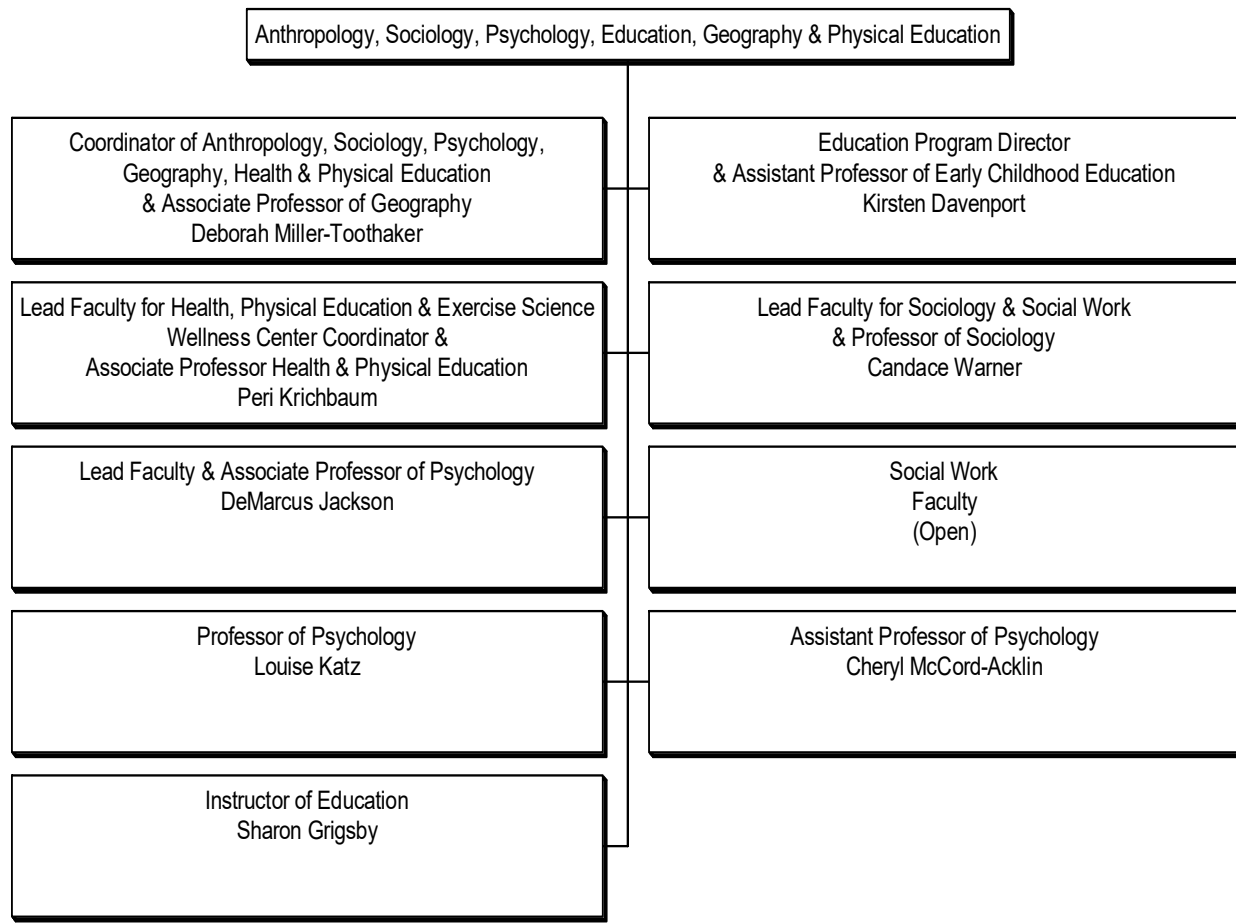 Anthropology, Sociology, Psychology, Education, Geography & Physical Education
Coordinator of Anthropology, Sociology, Psychology,
Geography, Health & Physical Education
& Associate Professor of Geography
Deborah Miller-Toothaker
Education Program Director
& Assistant Professor of Early Childhood Education
Kirsten Davenport
Lead Faculty for Health, Physical Education & Exercise Science
Wellness Center Coordinator &
Associate Professor Health & Physical Education
Peri Krichbaum
Lead Faculty for Sociology & Social Work
& Professor of Sociology
Candace Warner
Lead Faculty & Associate Professor of Psychology
DeMarcus Jackson
Social Work
Faculty
(Open)
Professor of Psychology
Louise Katz
Assistant Professor of Psychology
Cheryl McCord-Acklin
Instructor of Education
Sharon Grigsby